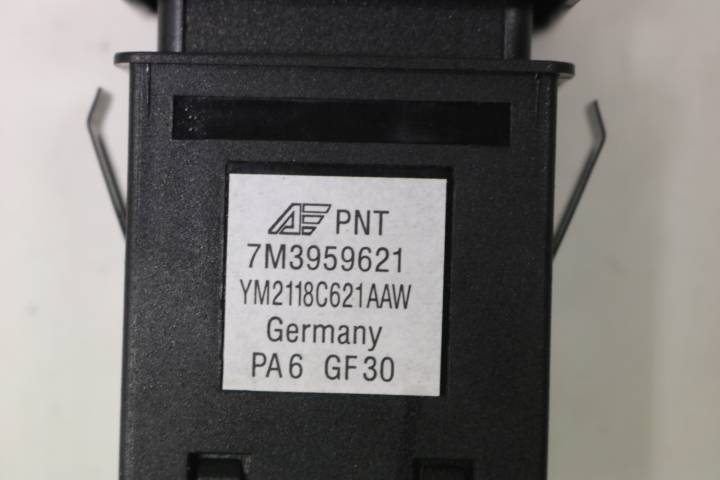 AE PNT
7M3959621
YM2118C621AAW
Germany
PA6 GF30